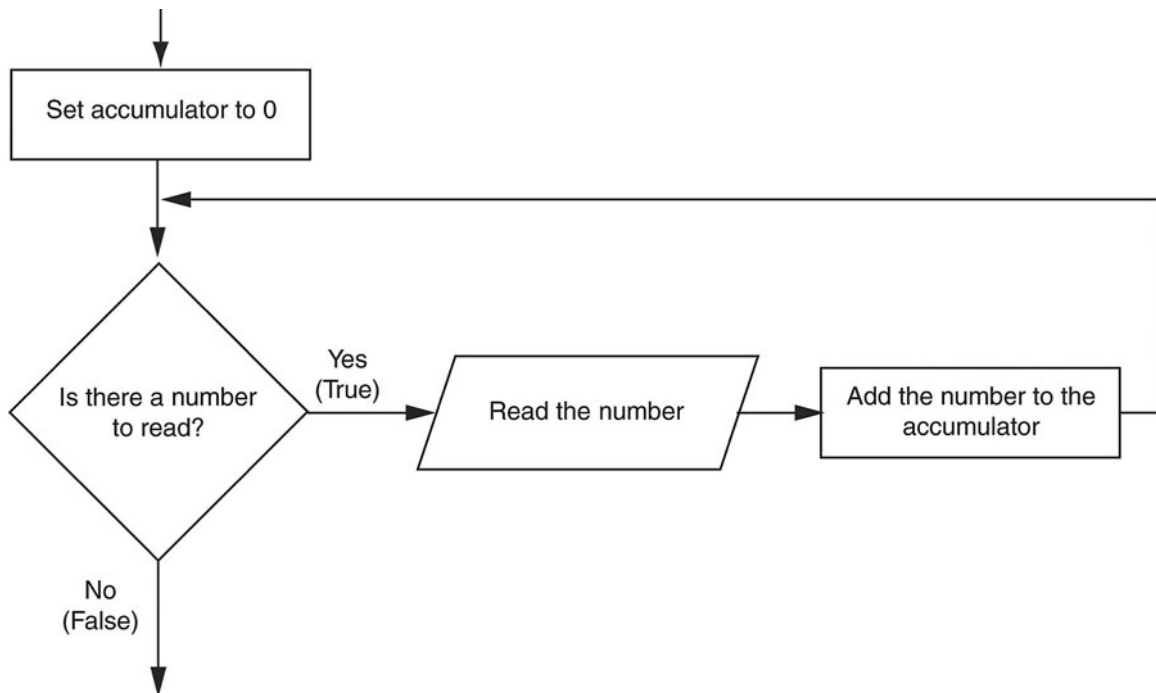 Set accumulator to 0
Is there a number
to read?
Yes
(True)
Read the number
Add the number to the
accumulator
No
(False)